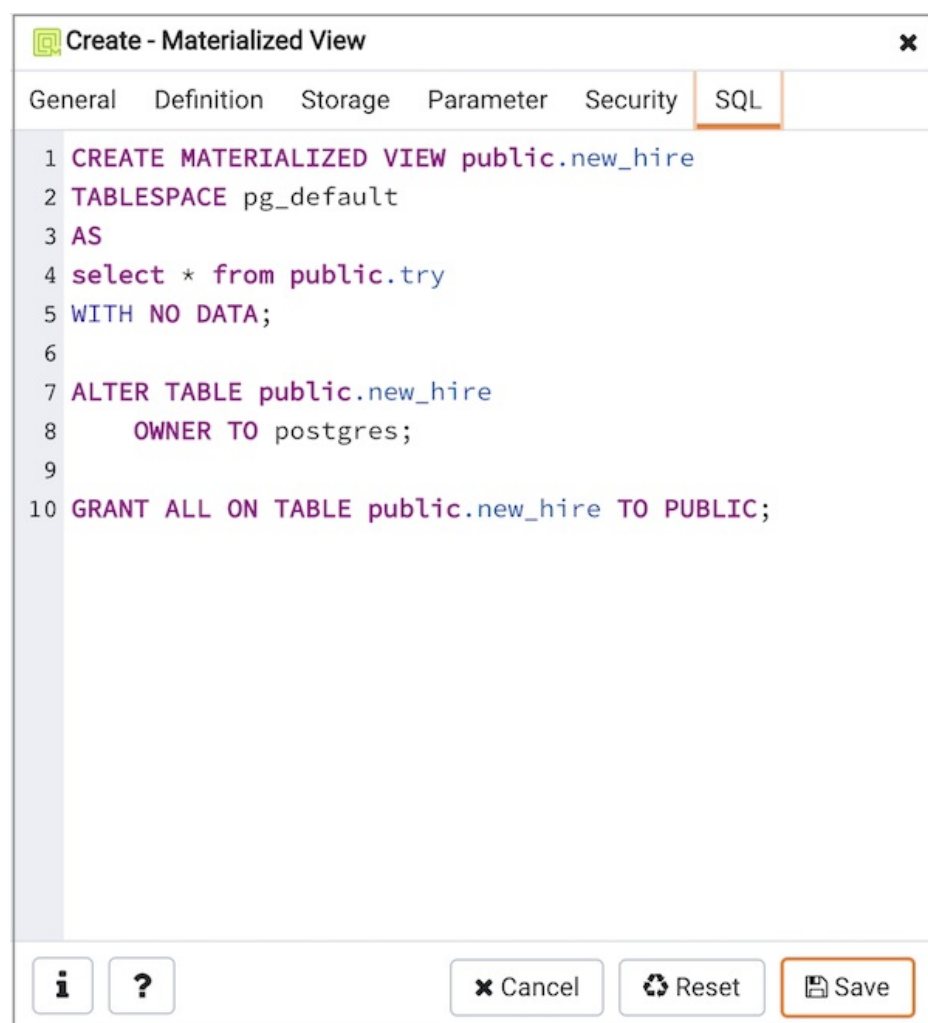 Create - Materialized View
General Definition Storage Parameter Security SQL
1 CREATE MATERIALIZED VIEW public.new_hire
2 TABLESPACE pg_default
3 AS
4 select * from public.try
5 WITH NO DATA;
6
7 ALTER TABLE public.new_hire
8     OWNER TO postgres;
9
10 GRANT ALL ON TABLE public.new_hire TO PUBLIC;
i ? Cancel Reset Save